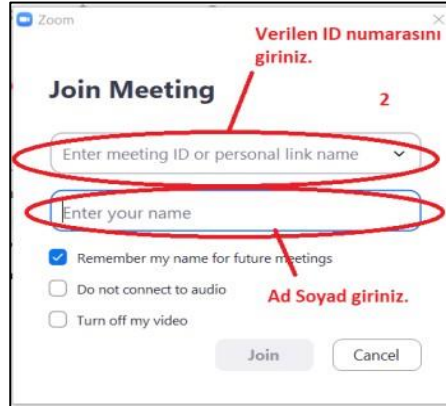 Zoom
Verilen ID numarasını
giriniz.
Join Meeting
2
Enter meeting ID or personal link name
Enter your name
Remember my name for future meetings
Do not connect to audio
Ad Soyad giriniz.
Turn off my video
Join
Cancel